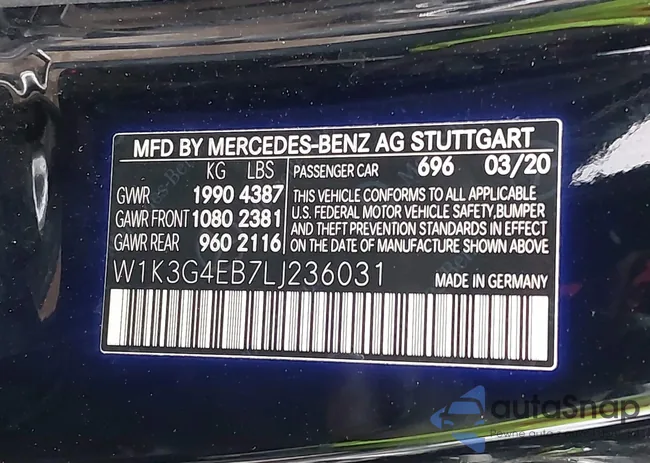 MFD BY MERCEDES-BENZ AG STUTTGART
KG LBS
PASSENGER CAR 696 03/20
GVWR 1990 4387
GAWR FRONT 1080 2381
GAWR REAR 960 2116
THIS VEHICLE CONFORMS TO ALL APPLICABLE
U.S. FEDERAL MOTOR VEHICLE SAFETY, BUMPER
AND THEFT PREVENTION STANDARDS IN EFFECT
ON THE DATE OF MANUFACTURE SHOWN ABOVE
W1K3G4EB7LJ236031
MADE IN GERMANY
autoSnap
Pewne auto